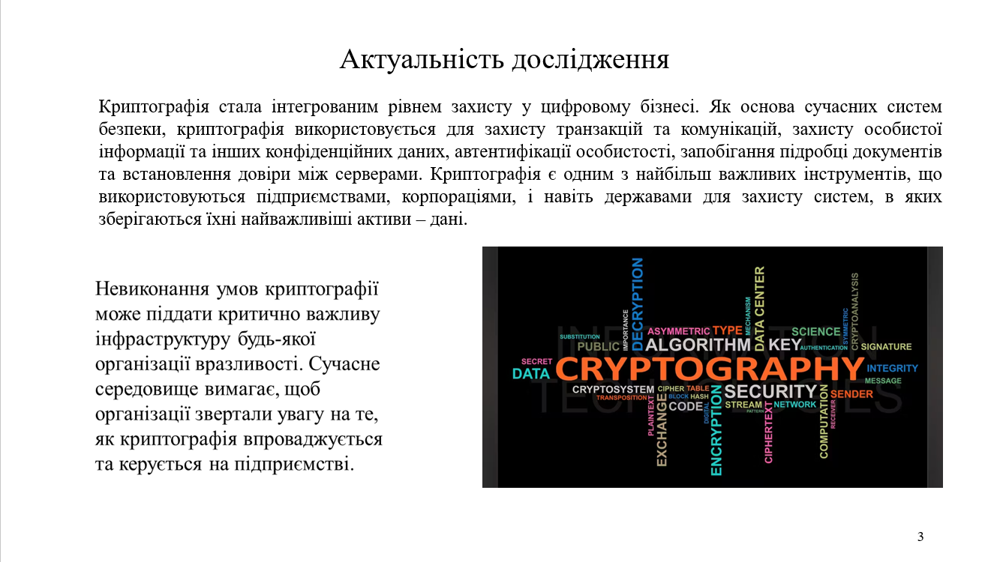 Актуальність дослідження
Криптографія стала інтегрованим рівнем захисту у цифровому бізнесі. Як основа сучасних систем
безпеки, криптографія використовується для захисту транзакцій та комунікацій, захисту особистої
інформації та інших конфіденційних даних, автентифікації особистості, запобігання підробці документів
та встановлення довіри між серверами. Криптографія є одним з найбільш важливих інструментів, що
використовуються підприємствами, корпораціями, і навіть державами для захисту систем, в яких
зберігаються їхні найважливіші активи – дані.
Невиконання умов криптографії
може піддати критично важливу
інфраструктуру будь-якої
організації вразливості. Сучасне
середовище вимагає, щоб
організації звертали увагу на те,
як криптографія впроваджується
та керується на підприємстві.
DECRYPTION
IMPORTANCE
MECHANISM
DATA CENTER
SYMMETRIC
CRYPTOANALYSIS
INFORMATION
TECHNOLOGIES
SUBSTITUTION
ASYMMETRIC TYPE
SCIENCE
PUBLIC
ALGORITHM
KEY
AUTHENTICATION
SIGNATURE
SECRET
DATA
CRYPTOGRAPHY
INTEGRITY
MESSAGE
CRYPTOSYSTEM
CIPHER TABLE
SECURITY
SENDER
TRANSPOSITION
BLOCK HASH
CODE
STREAM
NETWORK
PATTERN
PLAINTEXT
EXCHANGE
DIGITAL
ENCRYPTION
CIPHERTEXT
COMPUTATION
RECEIVER
3